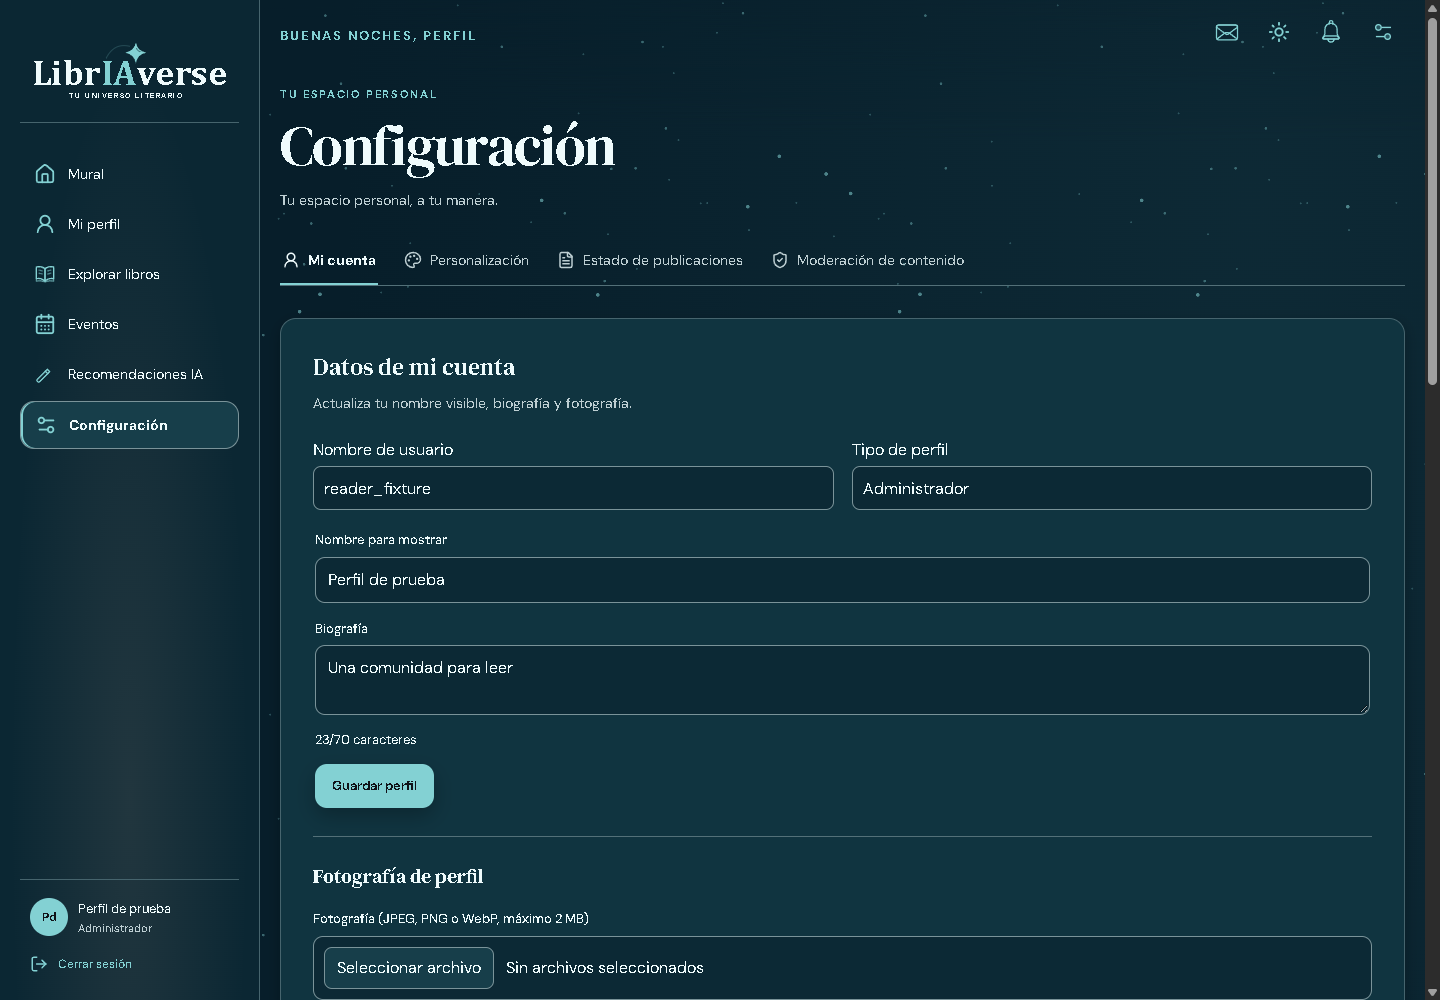 LibrIAverse
TU UNIVERSO LITERARIO
Mural
Mi perfil
Explorar libros
Eventos
Recomendaciones IA
Configuración
Pd
Perfil de prueba
Administrador
Cerrar sesión
BUENAS NOCHES, PERFIL
TU ESPACIO PERSONAL
Configuración
Tu espacio personal, a tu manera.
Mi cuenta
Personalización
Estado de publicaciones
Moderación de contenido
Datos de mi cuenta
Actualiza tu nombre visible, biografía y fotografía.
Nombre de usuario
reader_fixture
Tipo de perfil
Administrador
Nombre para mostrar
Perfil de prueba
Biografía
Una comunidad para leer
23/70 caracteres
Guardar perfil
Fotografía de perfil
Fotografía (JPEG, PNG o WebP, máximo 2 MB)
Seleccionar archivo
Sin archivos seleccionados